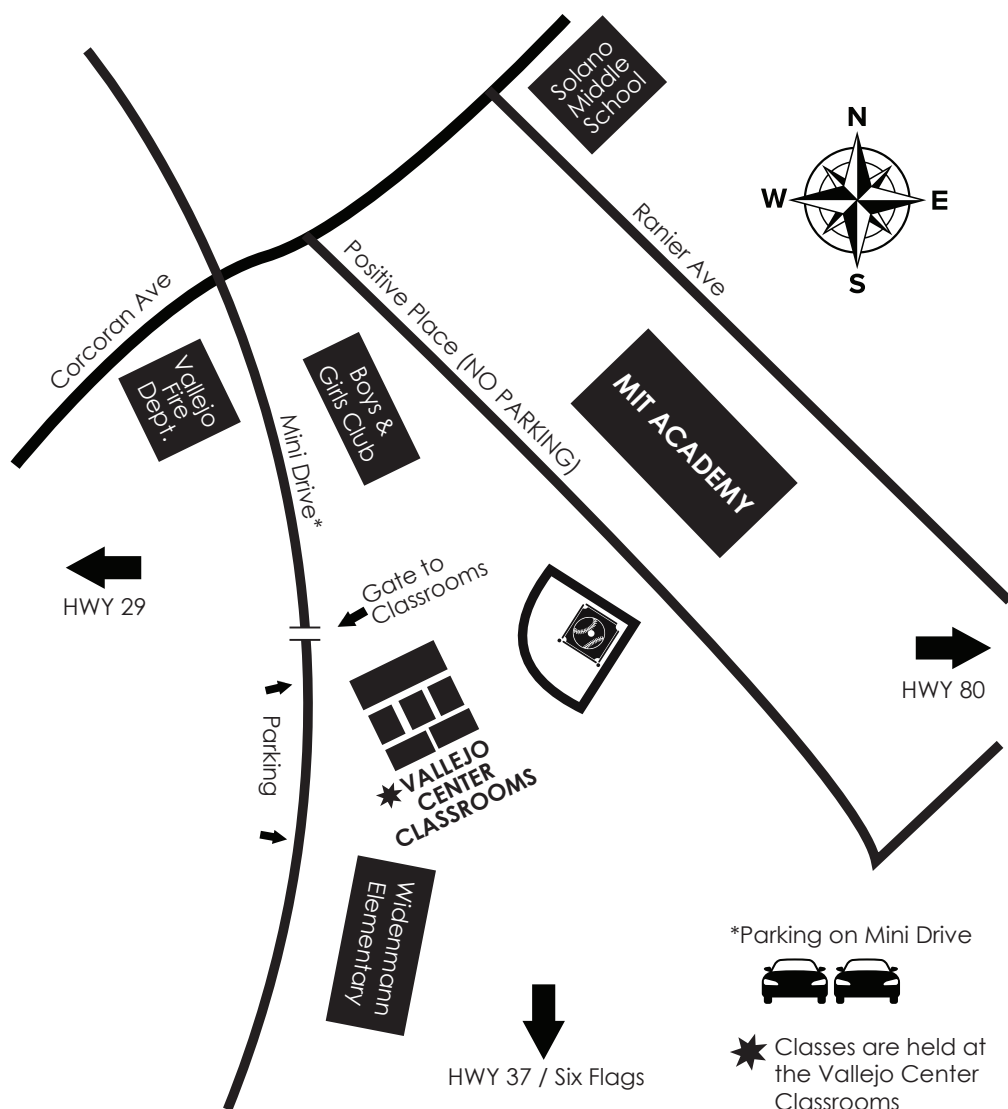 Solano
Middle
School
N
W
E
S
Ranier Ave
Corcoran Ave
Positive Place (NO PARKING)
Vallejo
Fire
Dept.
Boys &
Girls Club
Mini Drive*
MIT ACADEMY
HWY 29
Gate to
Classrooms
HWY 80
Parking
VALLEJO
CENTER
CLASSROOMS
Widenmann
Elementary
*Parking on Mini Drive
HWY 37 / Six Flags
Classes are held at
the Vallejo Center
Classrooms